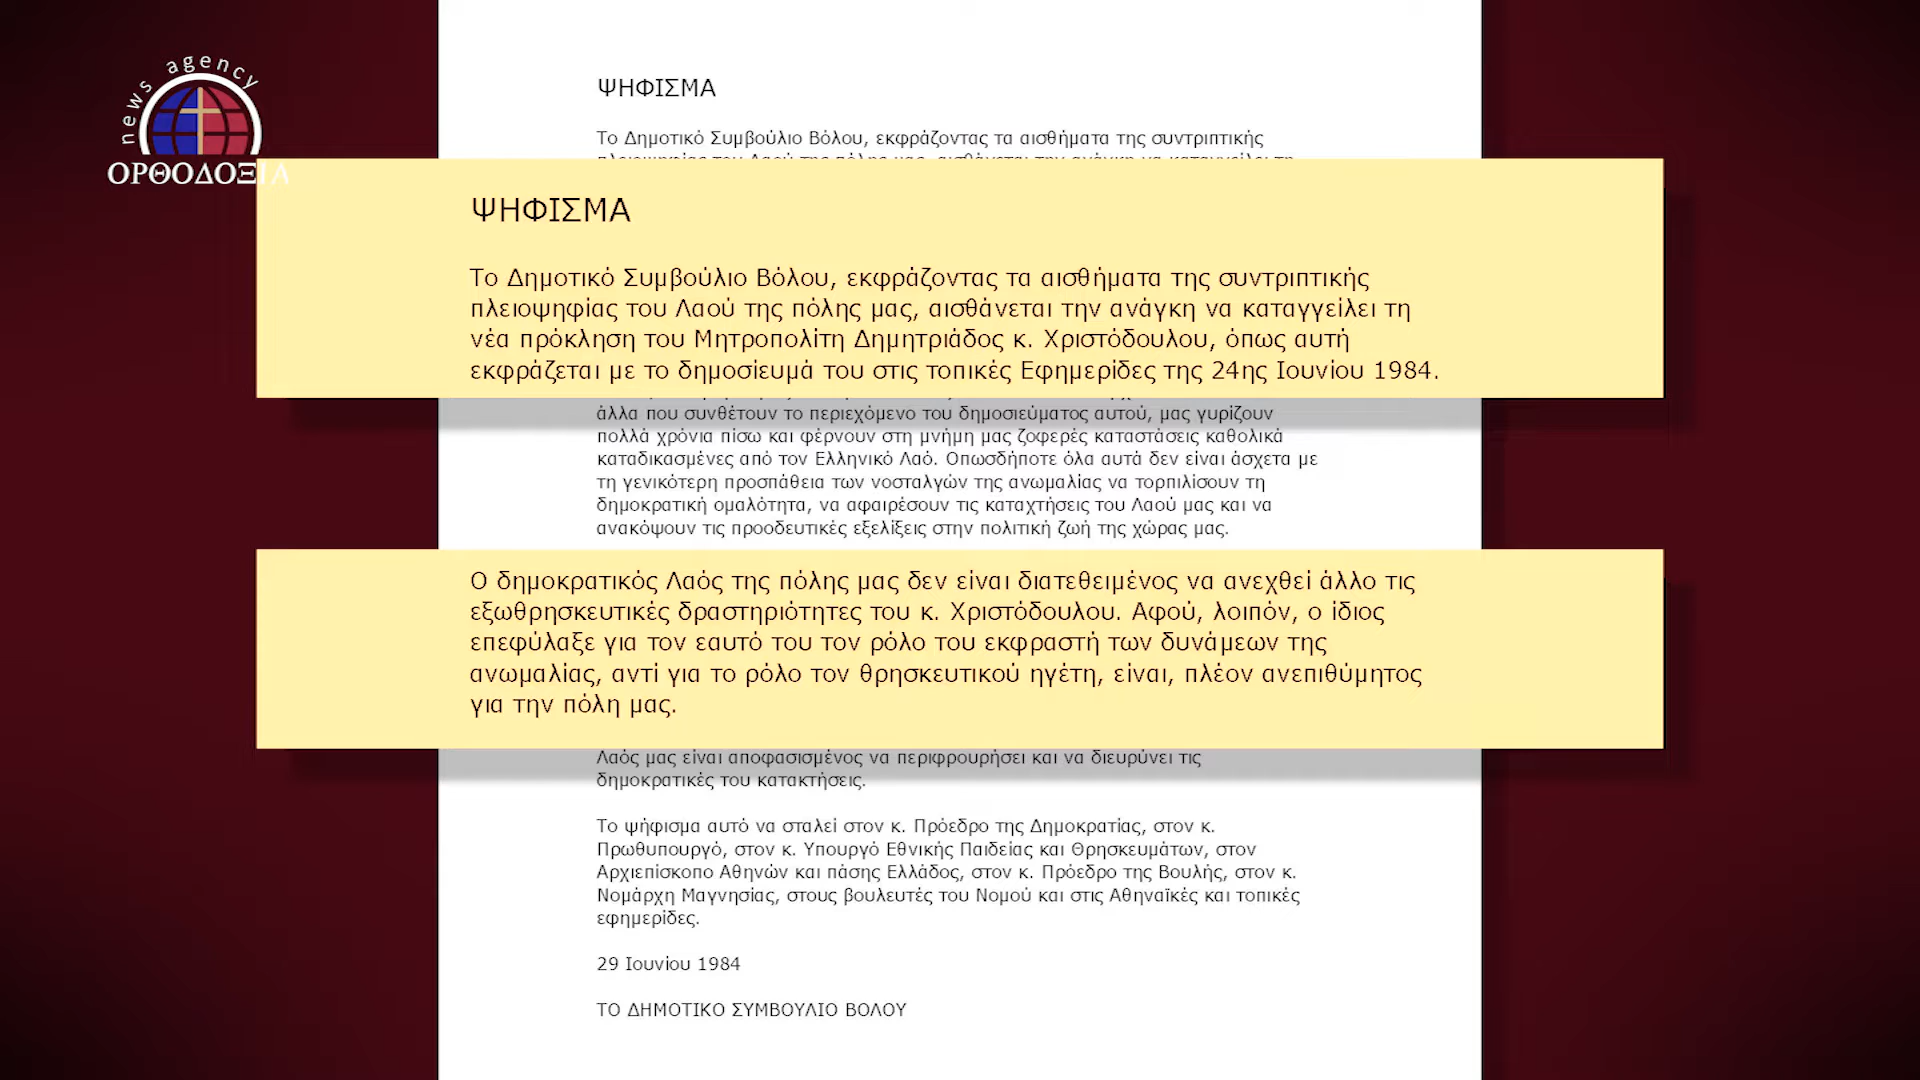 news agency
ΟΡΘΟΔΟΞΙΑ
ΨΗΦΙΣΜΑ
Το Δημοτικό Συμβούλιο Βόλου, εκφράζοντας τα αισθήματα της συντριπτικής
ΨΗΦΙΣΜΑ
Το Δημοτικό Συμβούλιο Βόλου, εκφράζοντας τα αισθήματα της συντριπτικής
πλειοψηφίας του Λαού της πόλης μας, αισθάνεται την ανάγκη να καταγγείλει τη
νέα πρόκληση του Μητροπολίτη Δημητριάδος κ. Χριστόδουλου, όπως αυτή
εκφράζεται με το δημοσίευμά του στις τοπικές Εφημερίδες της 24ης Ιουνίου 1984.
άλλα που συνθέτουν το περιεχόμενο του δημοσιεύματος αυτού, μας γυρίζουν
πολλά χρόνια πίσω και φέρνουν στη μνήμη μας ζοφερές καταστάσεις καθολικά
καταδικασμένες από τον Ελληνικό Λαό. Οπωσδήποτε όλα αυτά δεν είναι άσχετα με
τη γενικότερη προσπάθεια των νοσταλγών της ανωμαλίας να τορπιλίσουν τη
δημοκρατική ομαλότητα, να αφαιρέσουν τις καταχτήσεις του Λαού μας και να
ανακόψουν τις προοδευτικές εξελίξεις στην πολιτική ζωή της χώρας μας.
Ο δημοκρατικός Λαός της πόλης μας δεν είναι διατεθειμένος να ανεχθεί άλλο τις
εξωθρησκευτικές δραστηριότητες του κ. Χριστόδουλου. Αφού, λοιπόν, ο ίδιος
επεφύλαξε για τον εαυτό του τον ρόλο του εκφραστή των δυνάμεων της
ανωμαλίας, αντί για το ρόλο τον θρησκευτικού ηγέτη, είναι, πλέον ανεπιθύμητος
για την πόλη μας.
Λαός μας είναι αποφασισμένος να περιφρουρήσει και να διευρύνει τις
δημοκρατικές του κατακτήσεις.
Το ψήφισμα αυτό να σταλεί στον κ. Πρόεδρο της Δημοκρατίας, στον κ.
Πρωθυπουργό, στον κ. Υπουργό Εθνικής Παιδείας και Θρησκευμάτων, στον
Αρχιεπίσκοπο Αθηνών και πάσης Ελλάδος, στον κ. Πρόεδρο της Βουλής, στον κ.
Νομάρχη Μαγνησίας, στους βουλευτές του Νομού και στις Αθηναϊκές και τοπικές
εφημερίδες.
29 Ιουνίου 1984
ΤΟ ΔΗΜΟΤΙΚΟ ΣΥΜΒΟΥΛΙΟ ΒΟΛΟΥ